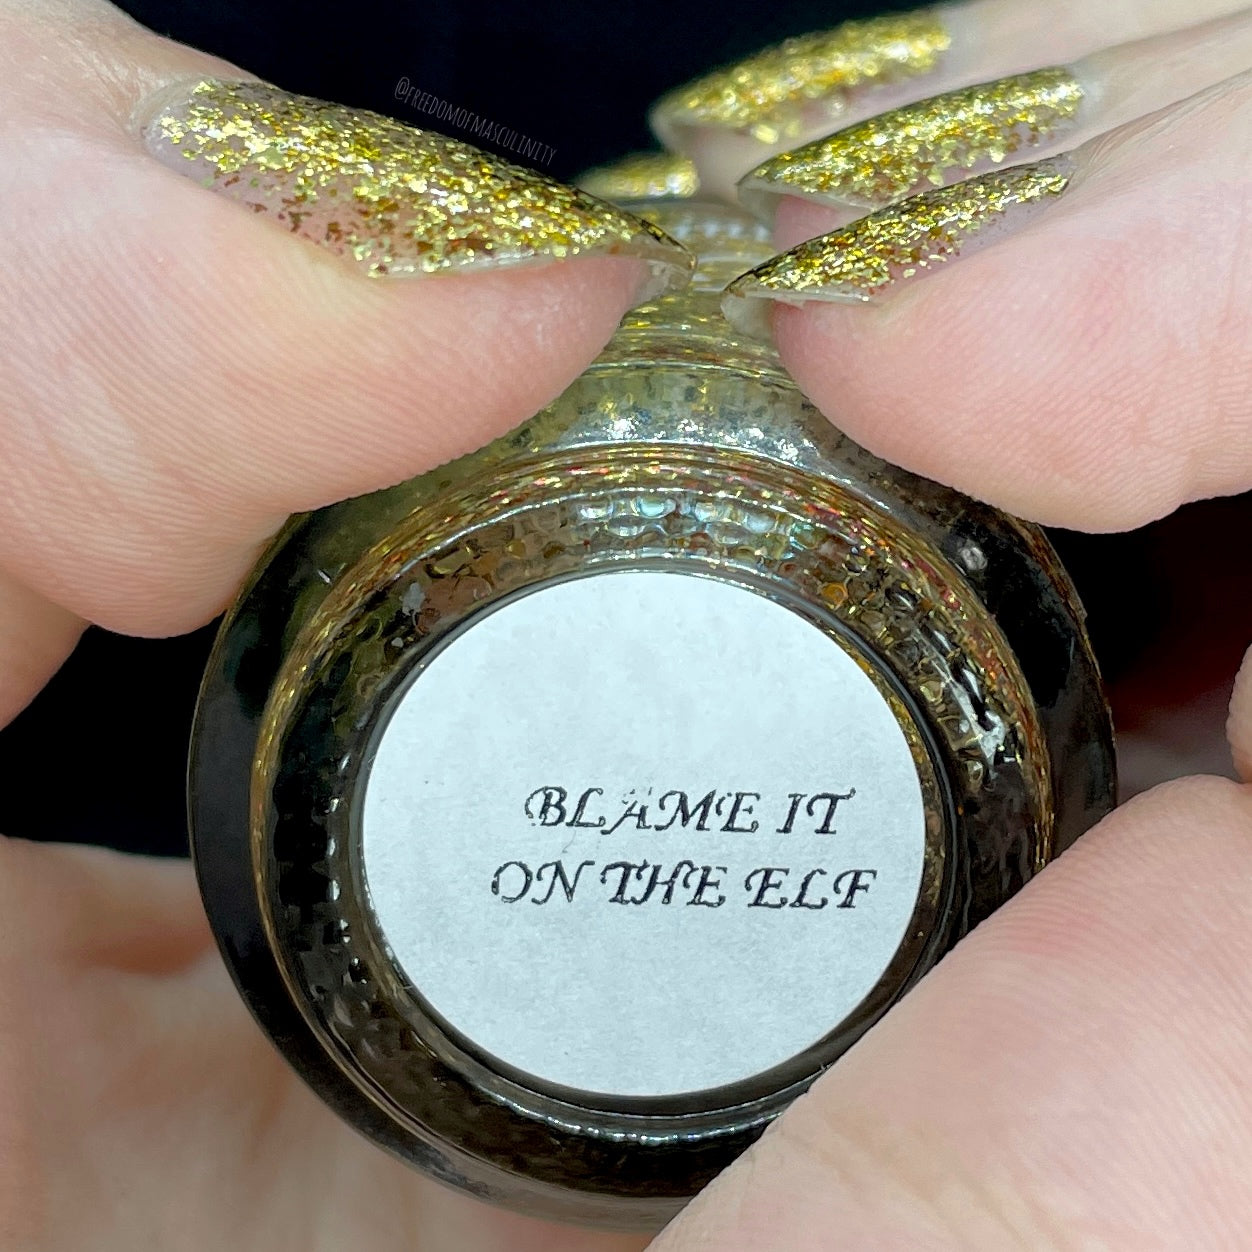 @FREEDOMOFMASCULINITY
BLAME IT
ON THE ELF